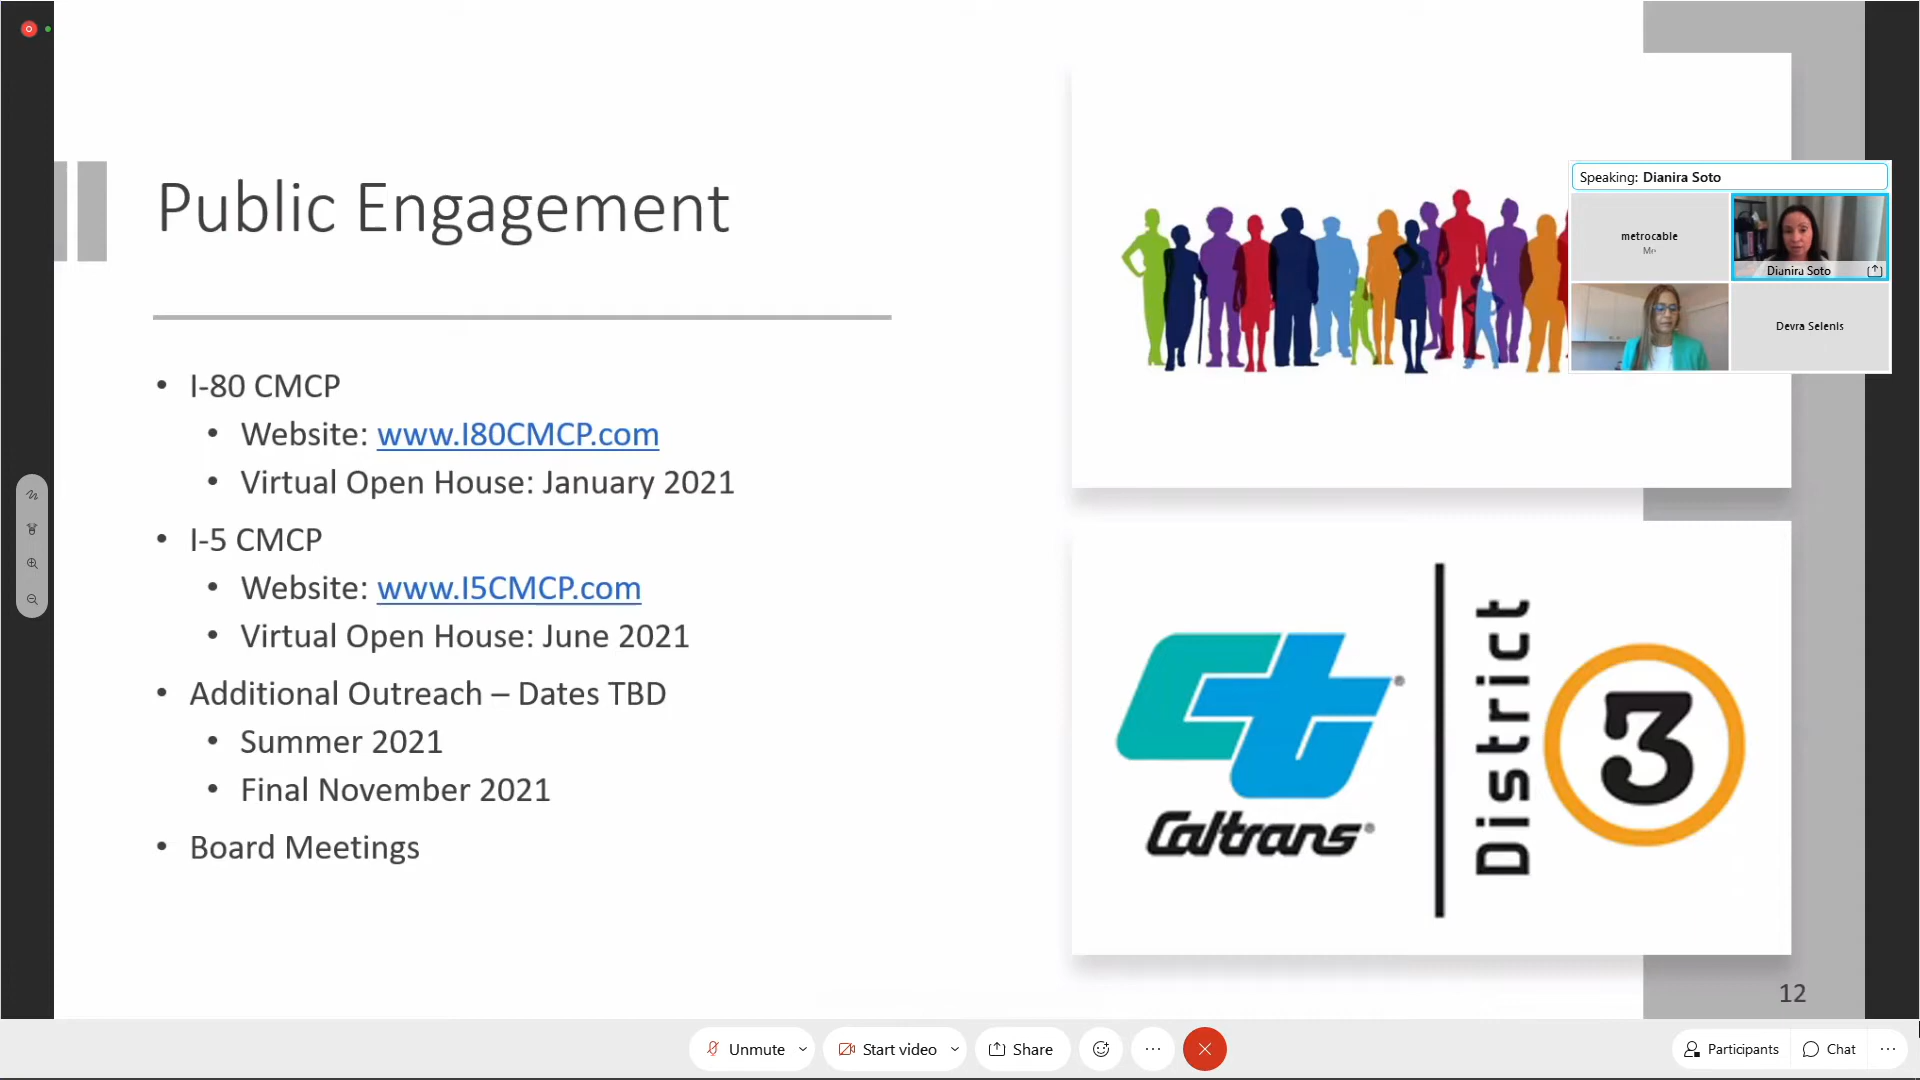 Public Engagement
• I-80 CMCP
• Website: www.I80CMCP.com
• Virtual Open House: January 2021
• I-5 CMCP
• Website: www.I5CMCP.com
• Virtual Open House: June 2021
• Additional Outreach – Dates TBD
• Summer 2021
• Final November 2021
• Board Meetings
Speaking: Dianira Soto
metrocable
Me
Dianira Soto
Devra Selenis
Ct®
Caltrans®
District
3
12
Unmute
Start video
Share
Participants
Chat